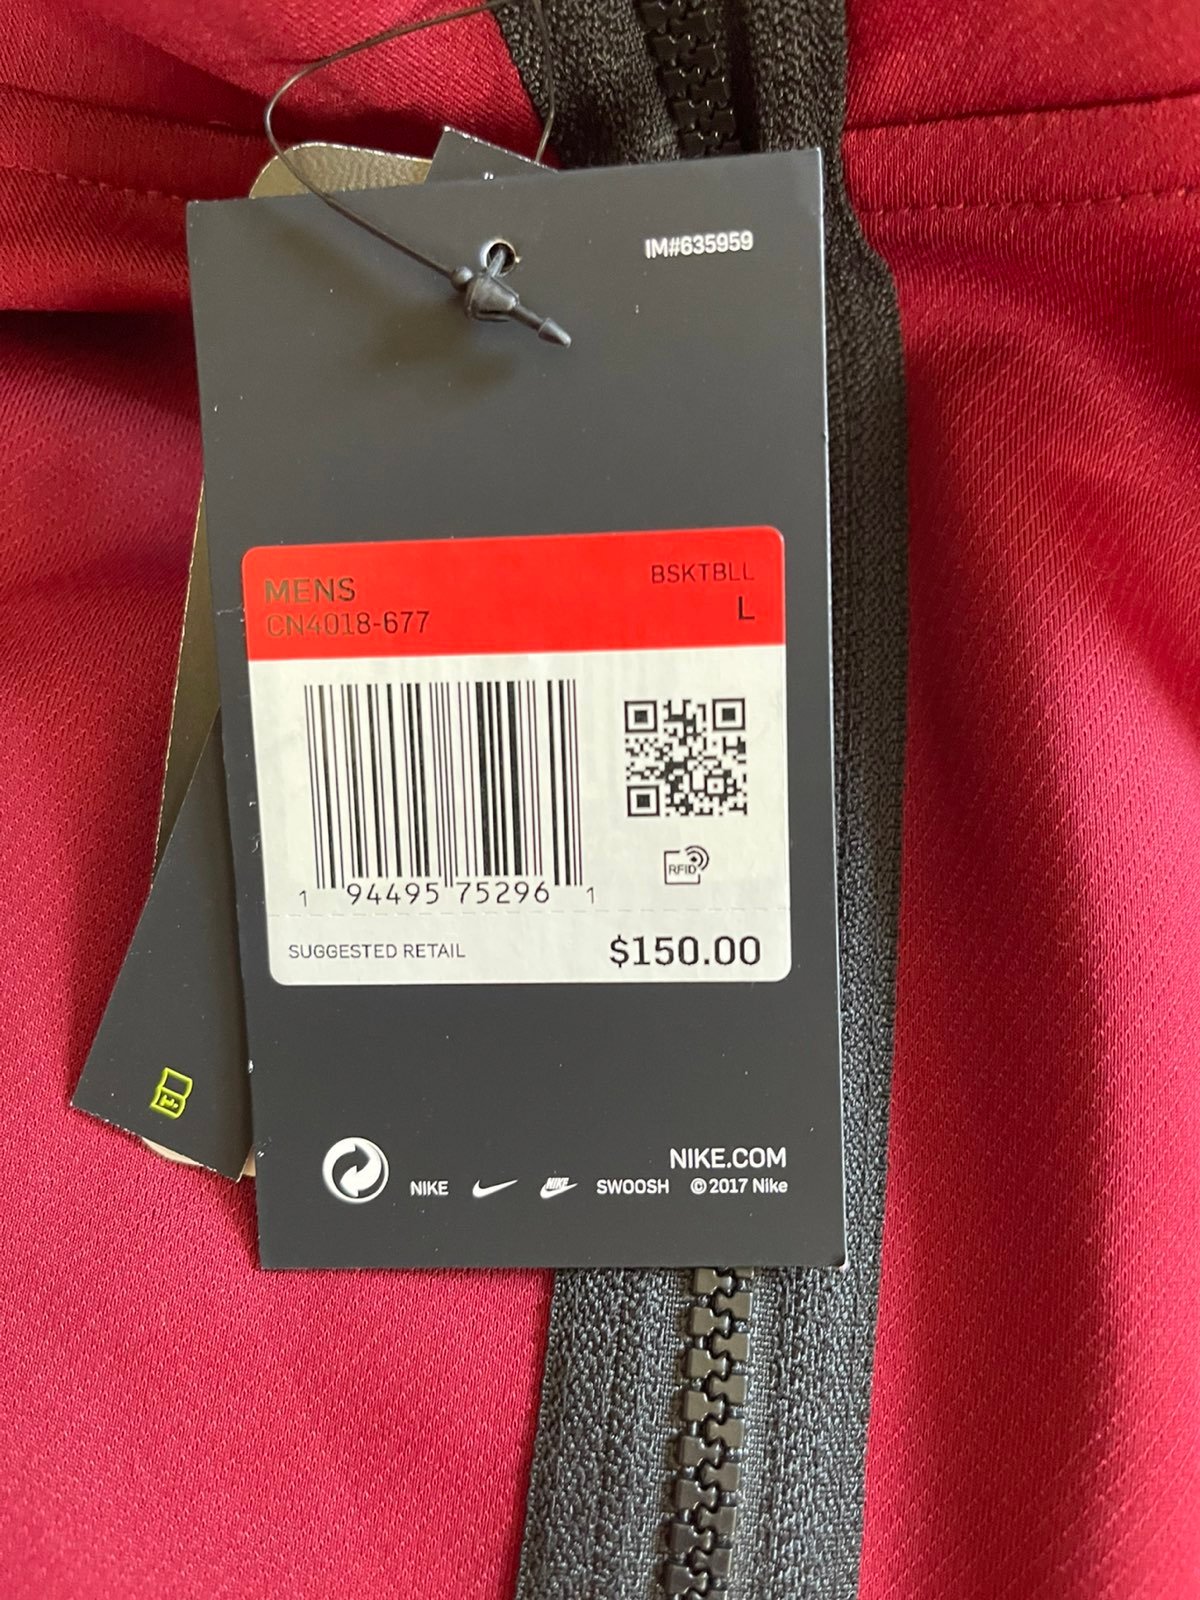 IM#635959
MENS
BSKTBLL
CN4018-677
L
RFID
1 94495 75296 1
SUGGESTED RETAIL
$150.00
NIKE.COM
NIKE NIKE SWOOSH ©2017 Nike